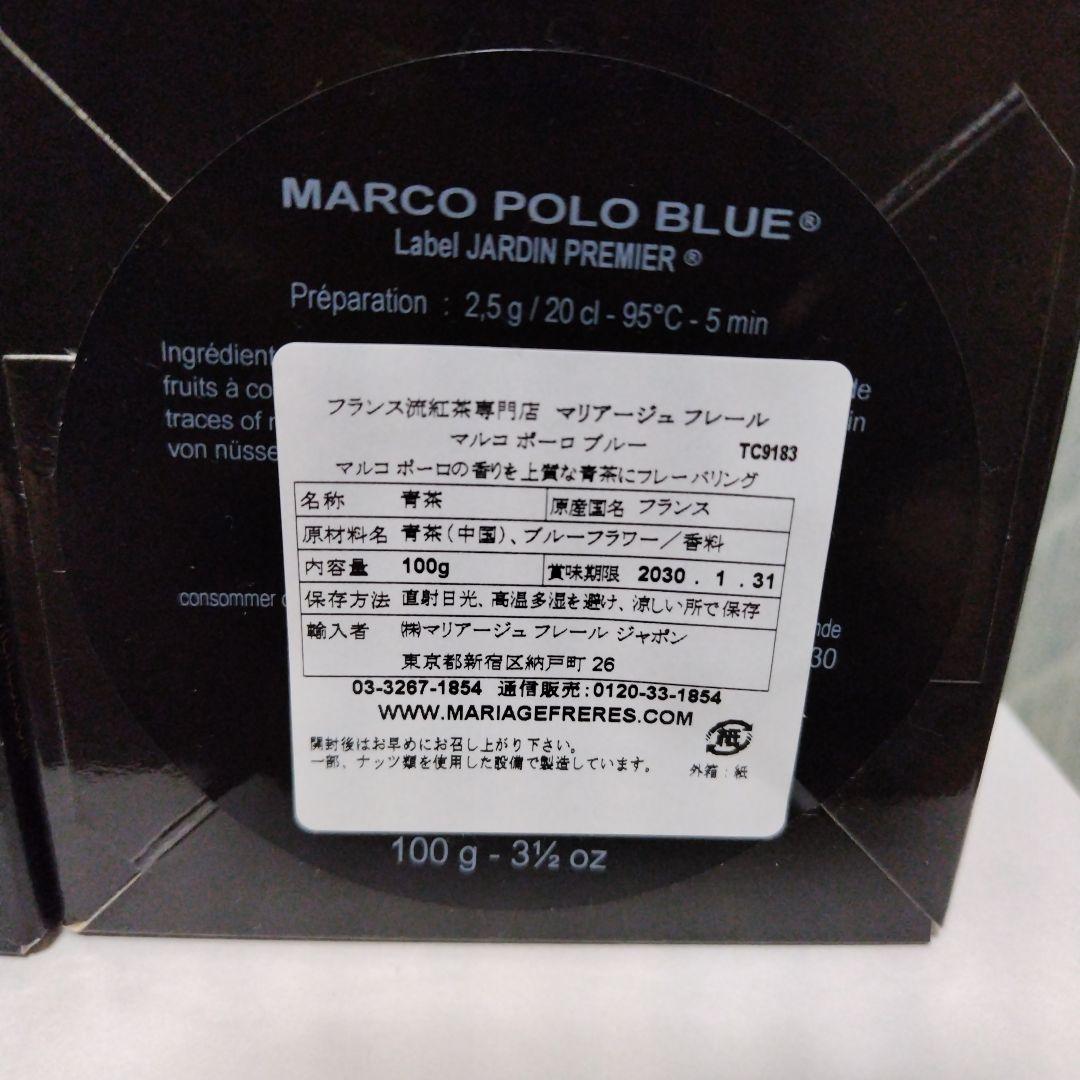 MARCO POLO BLUE®
Label JARDIN PREMIER ®
Préparation : 2,5 g / 20 cl - 95°C - 5 min
Ingrédient
fruits à co
traces of
von nüsse
フランス流紅茶専門店 マリアージュ フレール
マルコ ポーロ ブルー TC9183
マルコ ポーロの香りを上質な青茶にフレーバリング
名称 青茶 原産国名 フランス
原材料名 青茶(中国)、ブルーフラワー/香料
内容量 100g 賞味期限 2030 . 1 . 31
保存方法 直射日光、高温多湿を避け、涼しい所で保存
輸入者 ㈱マリアージュ フレール ジャポン
東京都新宿区納戸町 26
03-3267-1854 通信販売:0120-33-1854
WWW.MARIAGEFRERES.COM
開封後はお早めにお召し上がり下さい。
一部、ナッツ類を使用した設備で製造しています。
紙
外箱:紙
consommer
30
100 g - 3½ oz